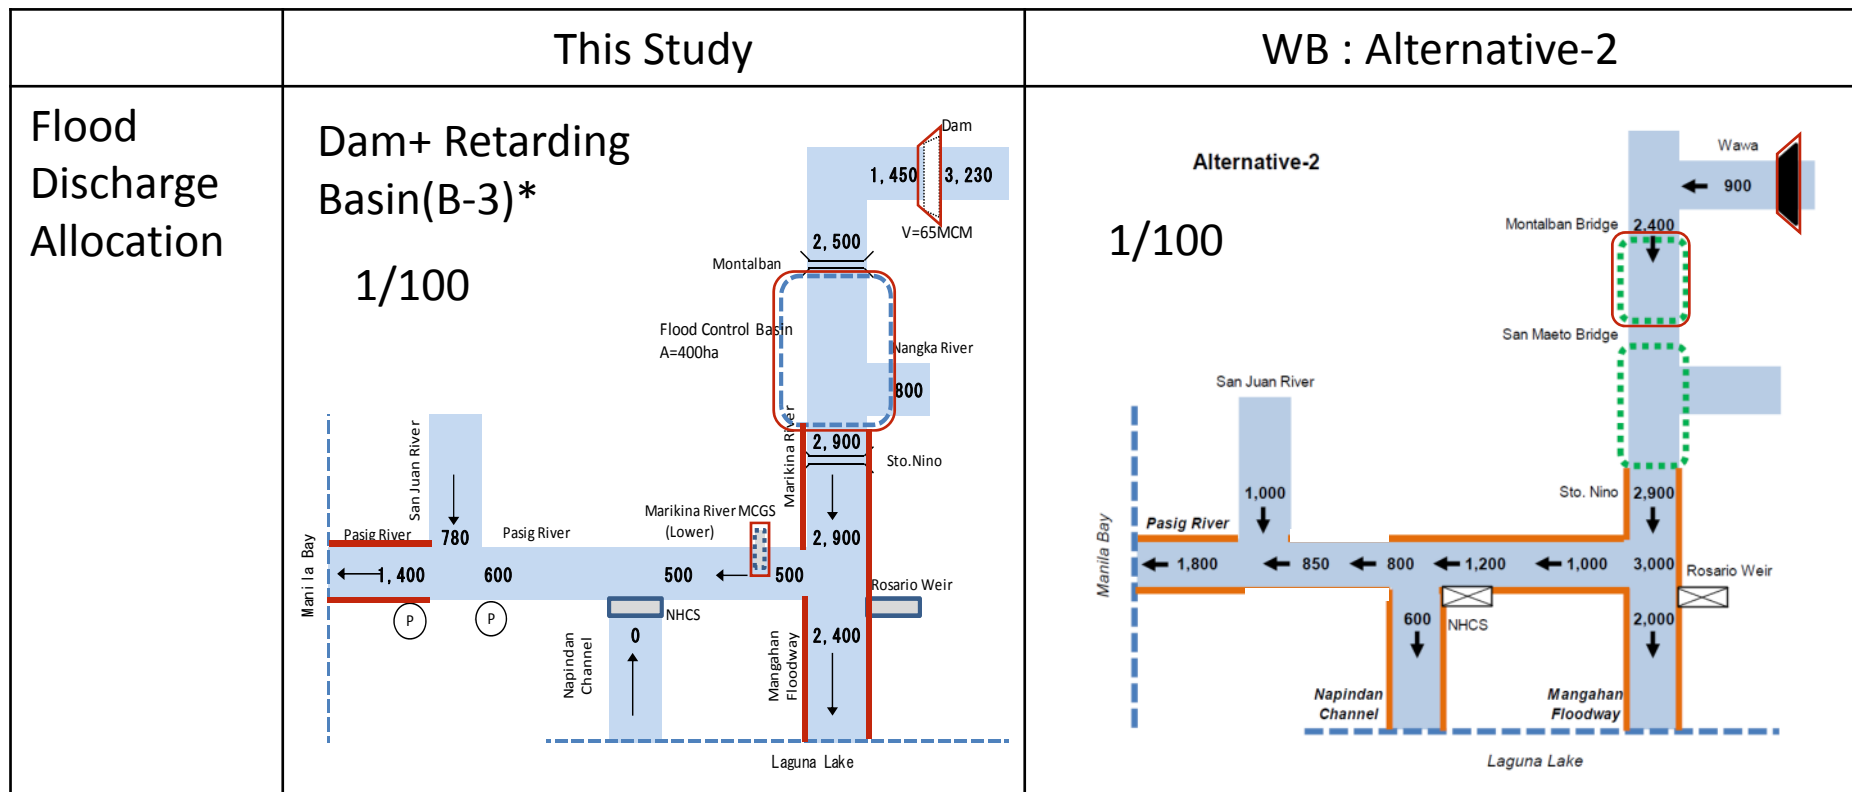 This Study
WB : Alternative-2
Flood
Discharge
Allocation
Dam+ Retarding
Basin(B-3)*
1/100
Dam
1,450
3,230
V=65MCM
2,500
Montalban
Flood Control Basin
A=400ha
Nangka River
800
Marikina River
2,900
Sto.Nino
San Juan River
780
Marikina River MCGS
(Lower)
2,900
Pasig River
Pasig River
Manila Bay
1,400
600
500
500
Rosario Weir
P
P
NHCS
0
2,400
Napindan
Channel
Mangahan
Floodway
Laguna Lake
Alternative-2
1/100
Wawa
900
Montalban Bridge
2,400
San Maeto Bridge
San Juan River
1,000
Sto. Nino
2,900
Pasig River
Manila Bay
1,800
850
800
1,200
1,000
3,000
Rosario Weir
600
NHCS
2,000
Napindan
Channel
Mangahan
Floodway
Laguna Lake